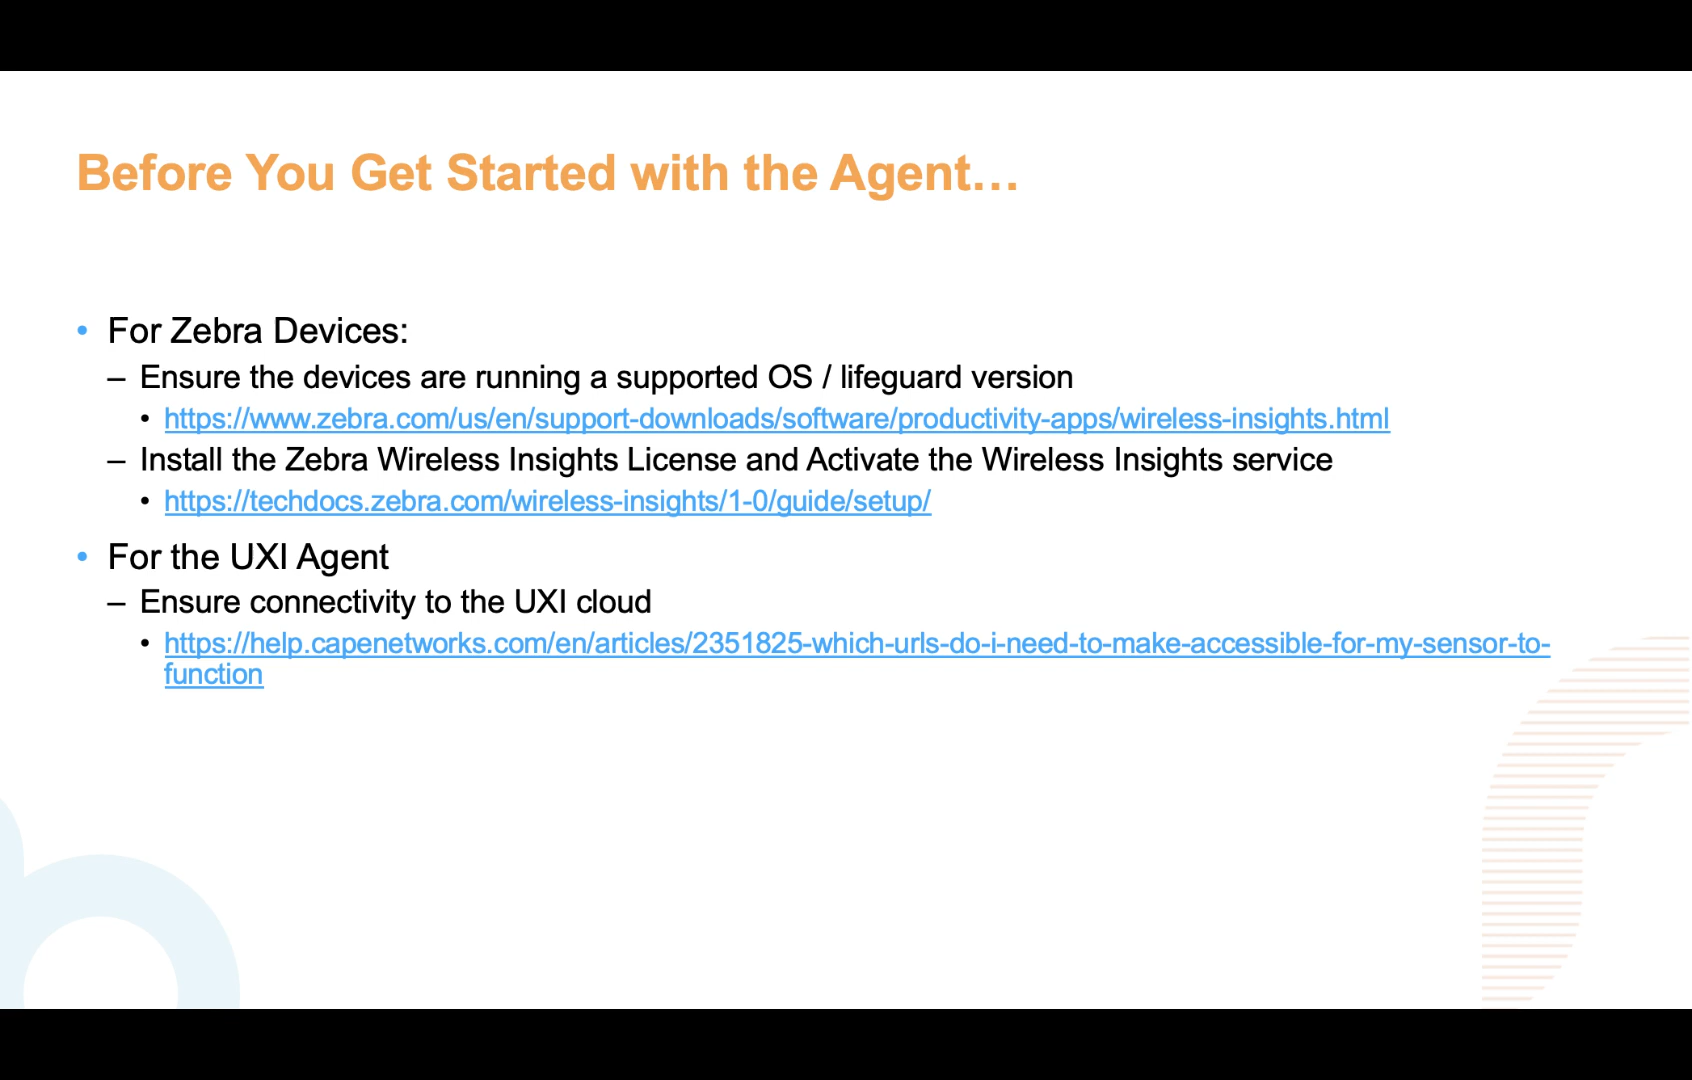 Before You Get Started with the Agent…
• For Zebra Devices:
– Ensure the devices are running a supported OS / lifeguard version
• https://www.zebra.com/us/en/support-downloads/software/productivity-apps/wireless-insights.html
– Install the Zebra Wireless Insights License and Activate the Wireless Insights service
• https://techdocs.zebra.com/wireless-insights/1-0/guide/setup/
• For the UXI Agent
– Ensure connectivity to the UXI cloud
• https://help.capenetworks.com/en/articles/2351825-which-urls-do-i-need-to-make-accessible-for-my-sensor-to-
function